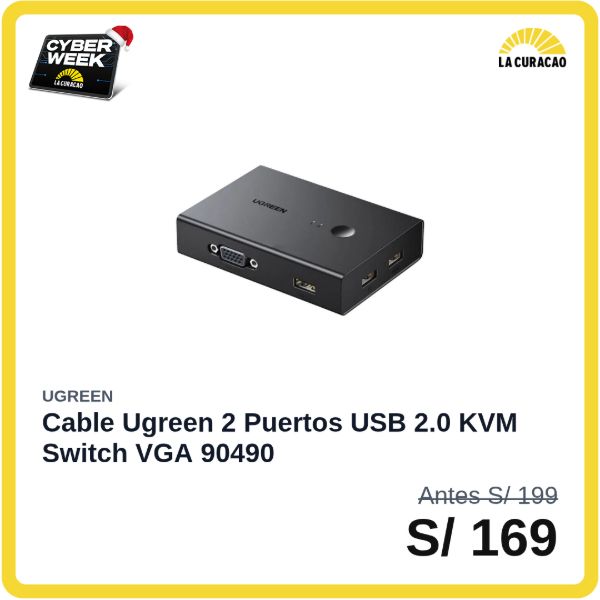 CYBER
WEEK
LA CURACAO
LA CURACAO
UGREEN
UGREEN
Cable Ugreen 2 Puertos USB 2.0 KVM
Switch VGA 90490
Antes S/ 199
S/ 169